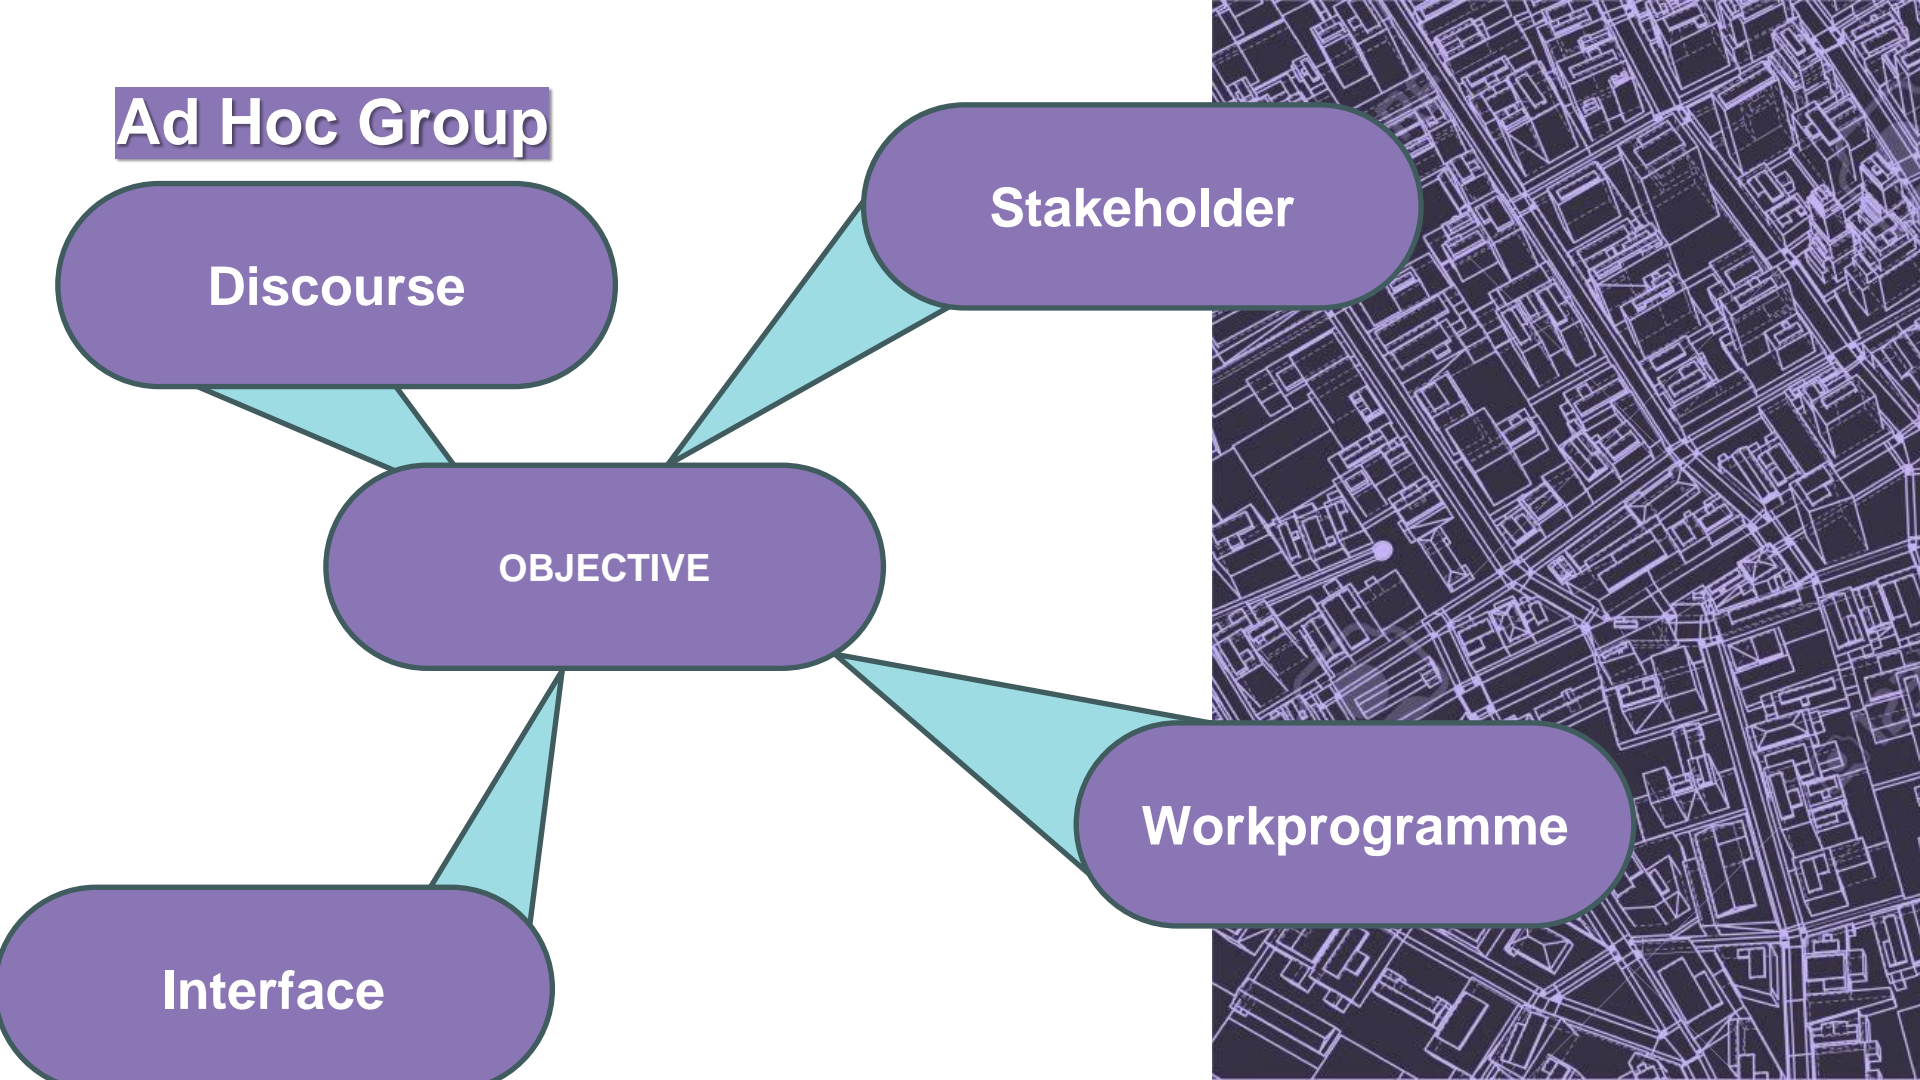 Ad Hoc Group
Stakeholder
Discourse
OBJECTIVE
Workprogramme
Interface